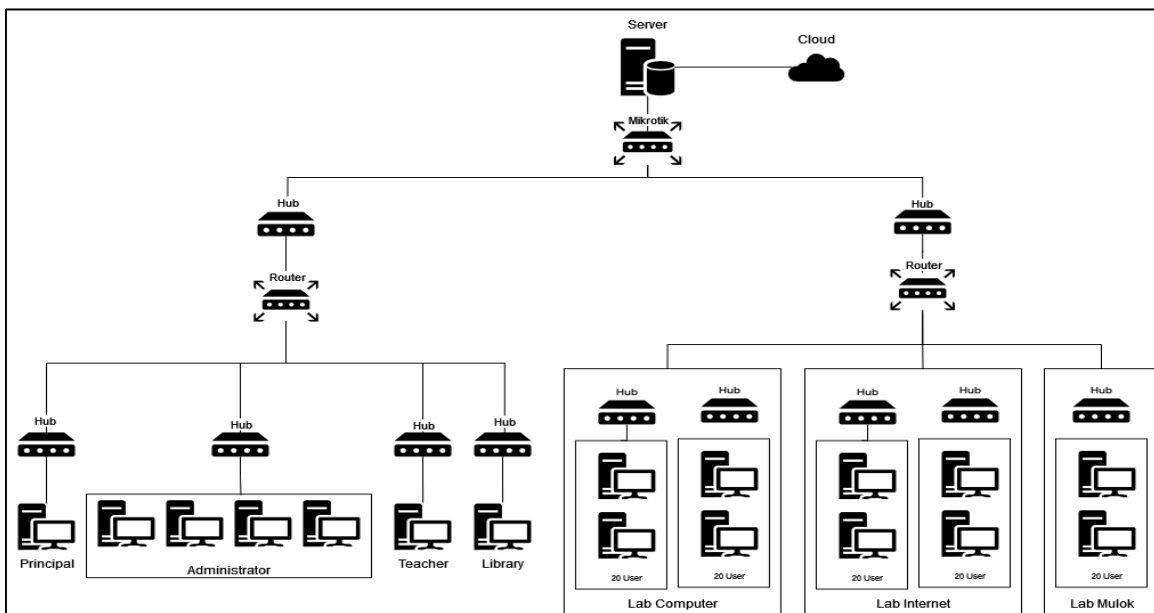 Server
Cloud
Mikrotik
Hub
Hub
Router
Router
Hub
Hub
Hub
Hub
Hub
Hub
Hub
Hub
Hub
Principal
Administrator
Teacher
Library
20 User
20 User
20 User
20 User
20 User
Lab Computer
Lab Internet
Lab Mulok